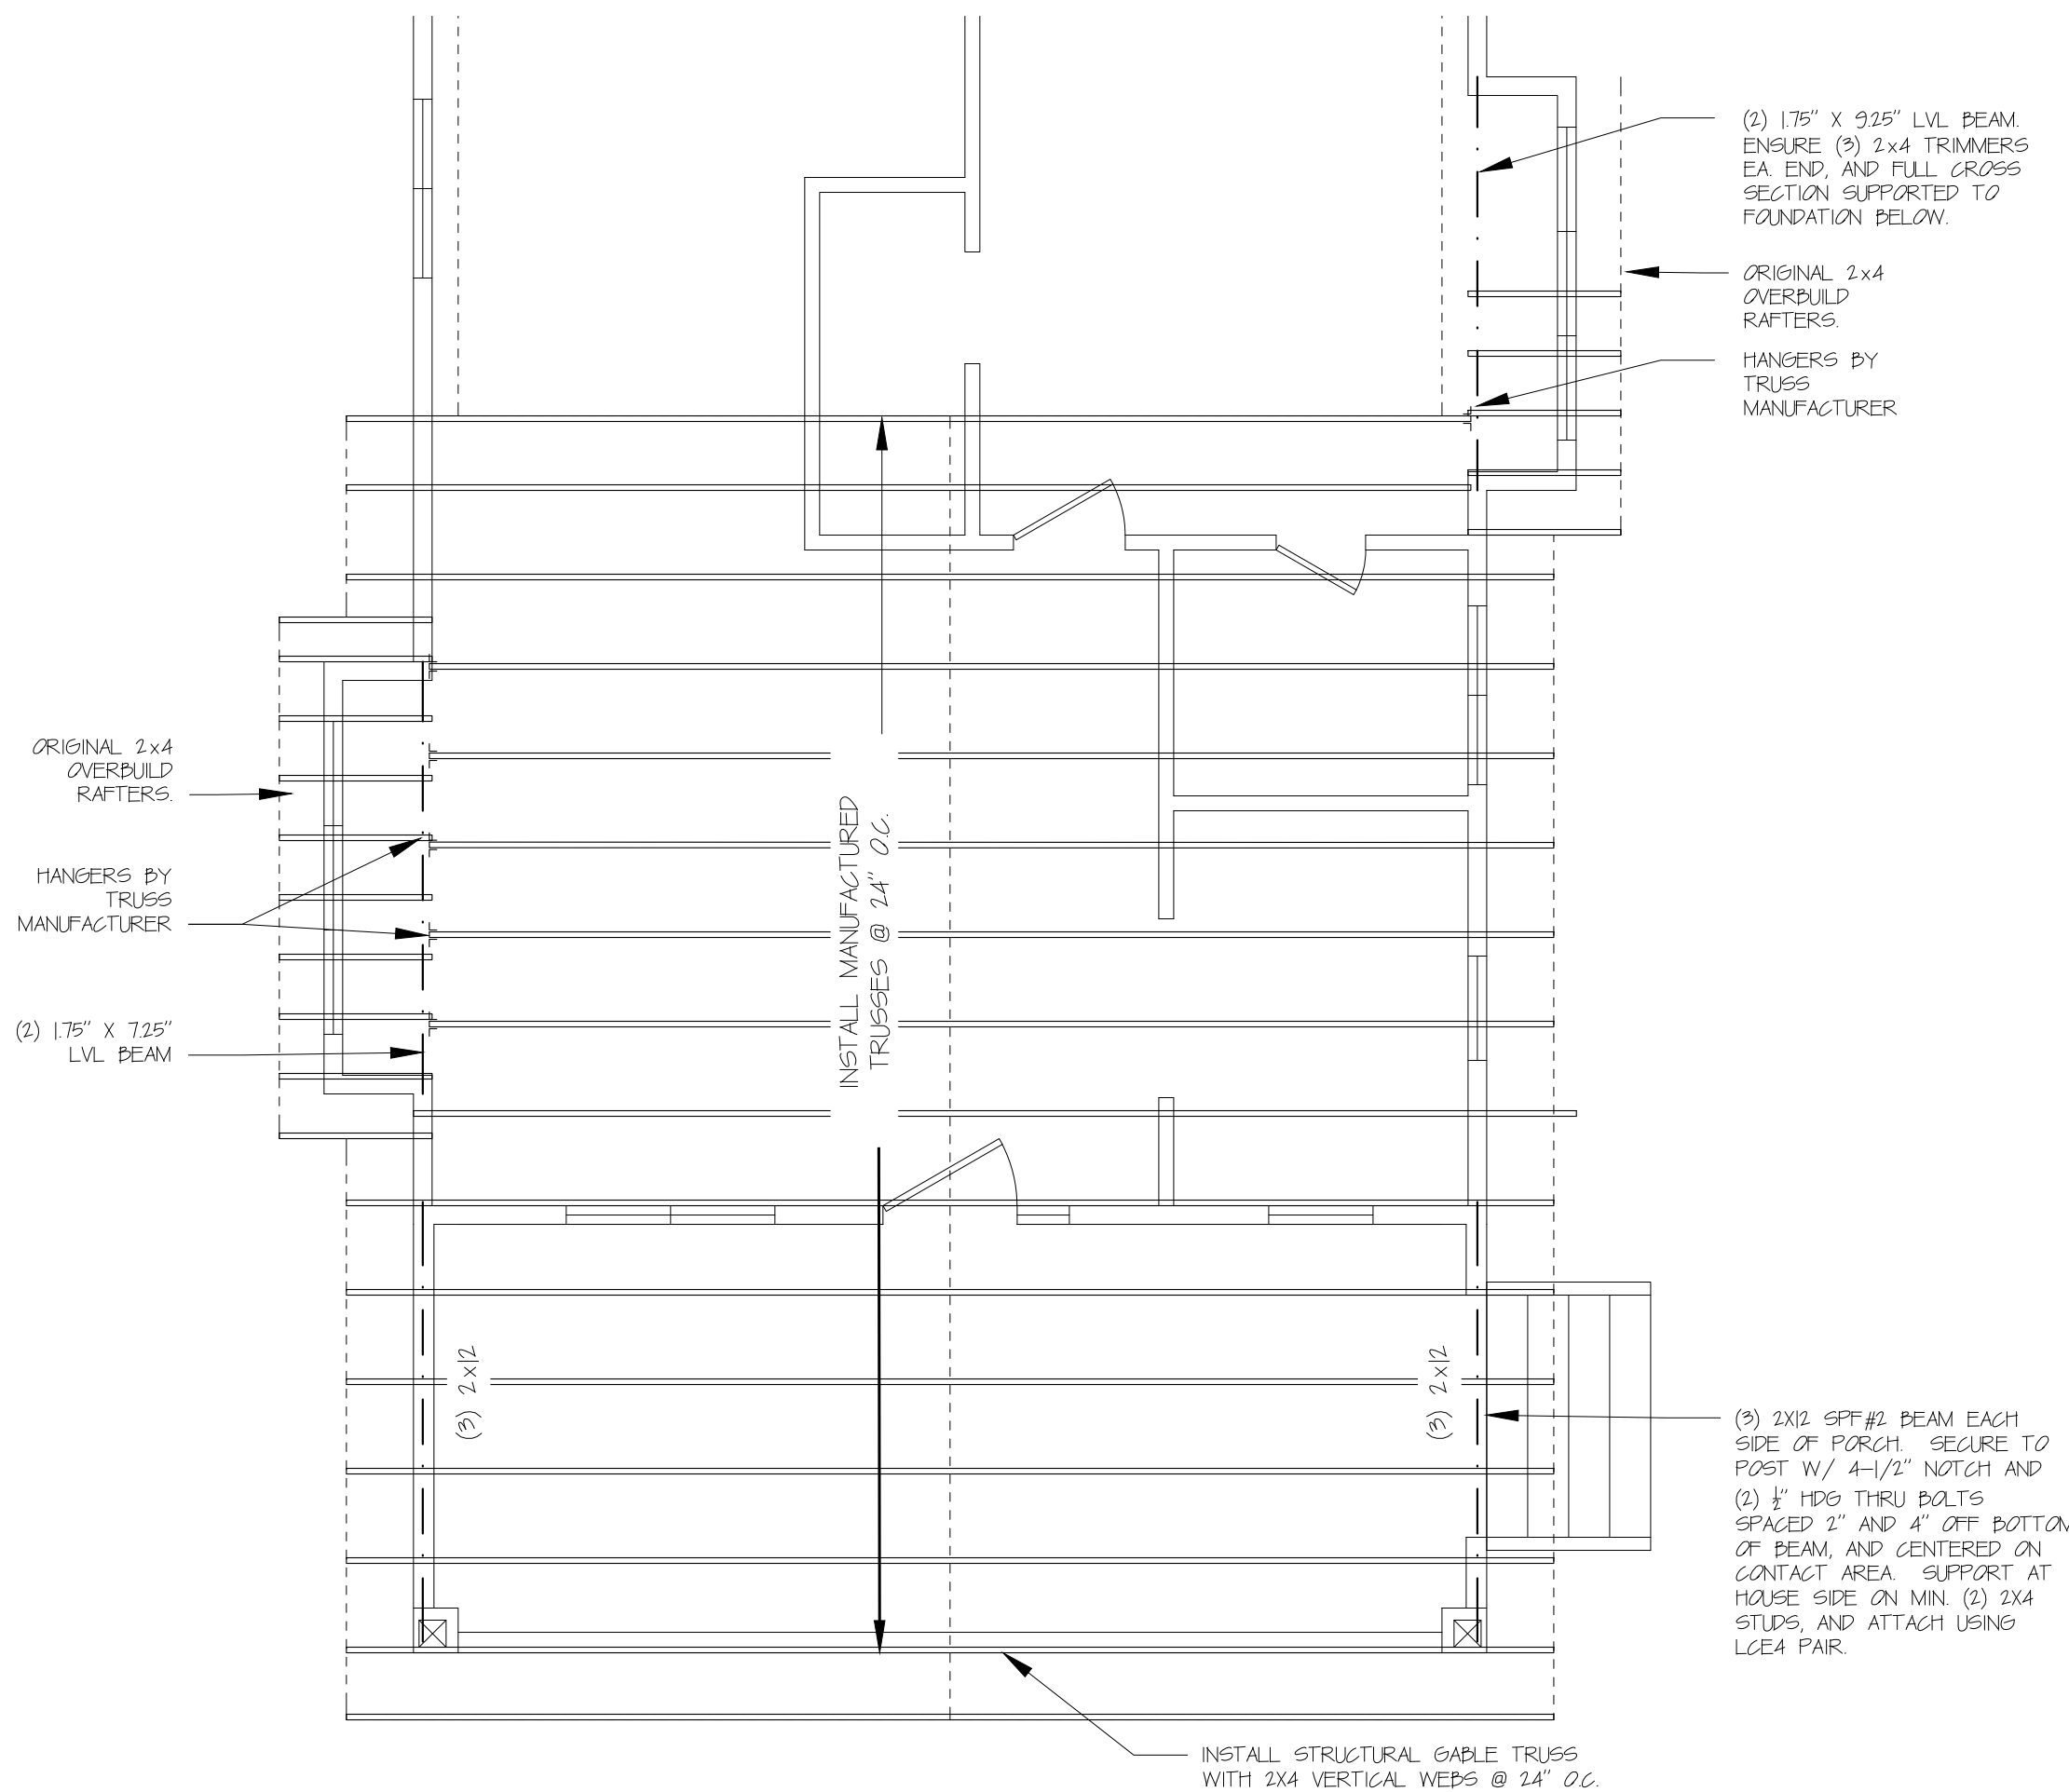 (2) 1.75" X 9.25" LVL BEAM.
ENSURE (3) 2x4 TRIMMERS
EA. END, AND FULL CROSS
SECTION SUPPORTED TO
FOUNDATION BELOW.
ORIGINAL 2x4
OVERBUILD
RAFTERS.
HANGERS BY
TRUSS
MANUFACTURER
ORIGINAL 2x4
OVERBUILD
RAFTERS.
HANGERS BY
TRUSS
MANUFACTURER
(2) 1.75" X 7.25"
LVL BEAM
INSTALL MANUFACTURED
TRUSSES @ 24" O.C.
(3) 2x12
(3) 2x12
(3) 2X12 SPF#2 BEAM EACH
SIDE OF PORCH. SECURE TO
POST W/ 4-1/2" NOTCH AND
(2) ½" HDG THRU BOLTS
SPACED 2" AND 4" OFF BOTTOM
OF BEAM, AND CENTERED ON
CONTACT AREA. SUPPORT AT
HOUSE SIDE ON MIN. (2) 2X4
STUDS, AND ATTACH USING
LCE4 PAIR.
INSTALL STRUCTURAL GABLE TRUSS
WITH 2X4 VERTICAL WEBS @ 24" O.C.